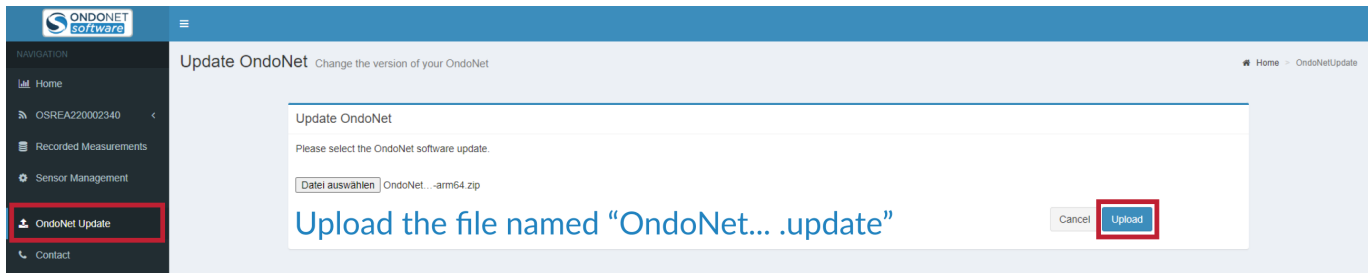 ONDONET
software
NAVIGATION
Home
OSREA220002340
Recorded Measurements
Sensor Management
OndoNet Update
Contact
Update OndoNet Change the version of your OndoNet
Home > OndoNetUpdate
Update OndoNet
Please select the OndoNet software update.
Datei auswählen OndoNet…-arm64.zip
Upload the file named “OndoNet... .update”
Cancel Upload